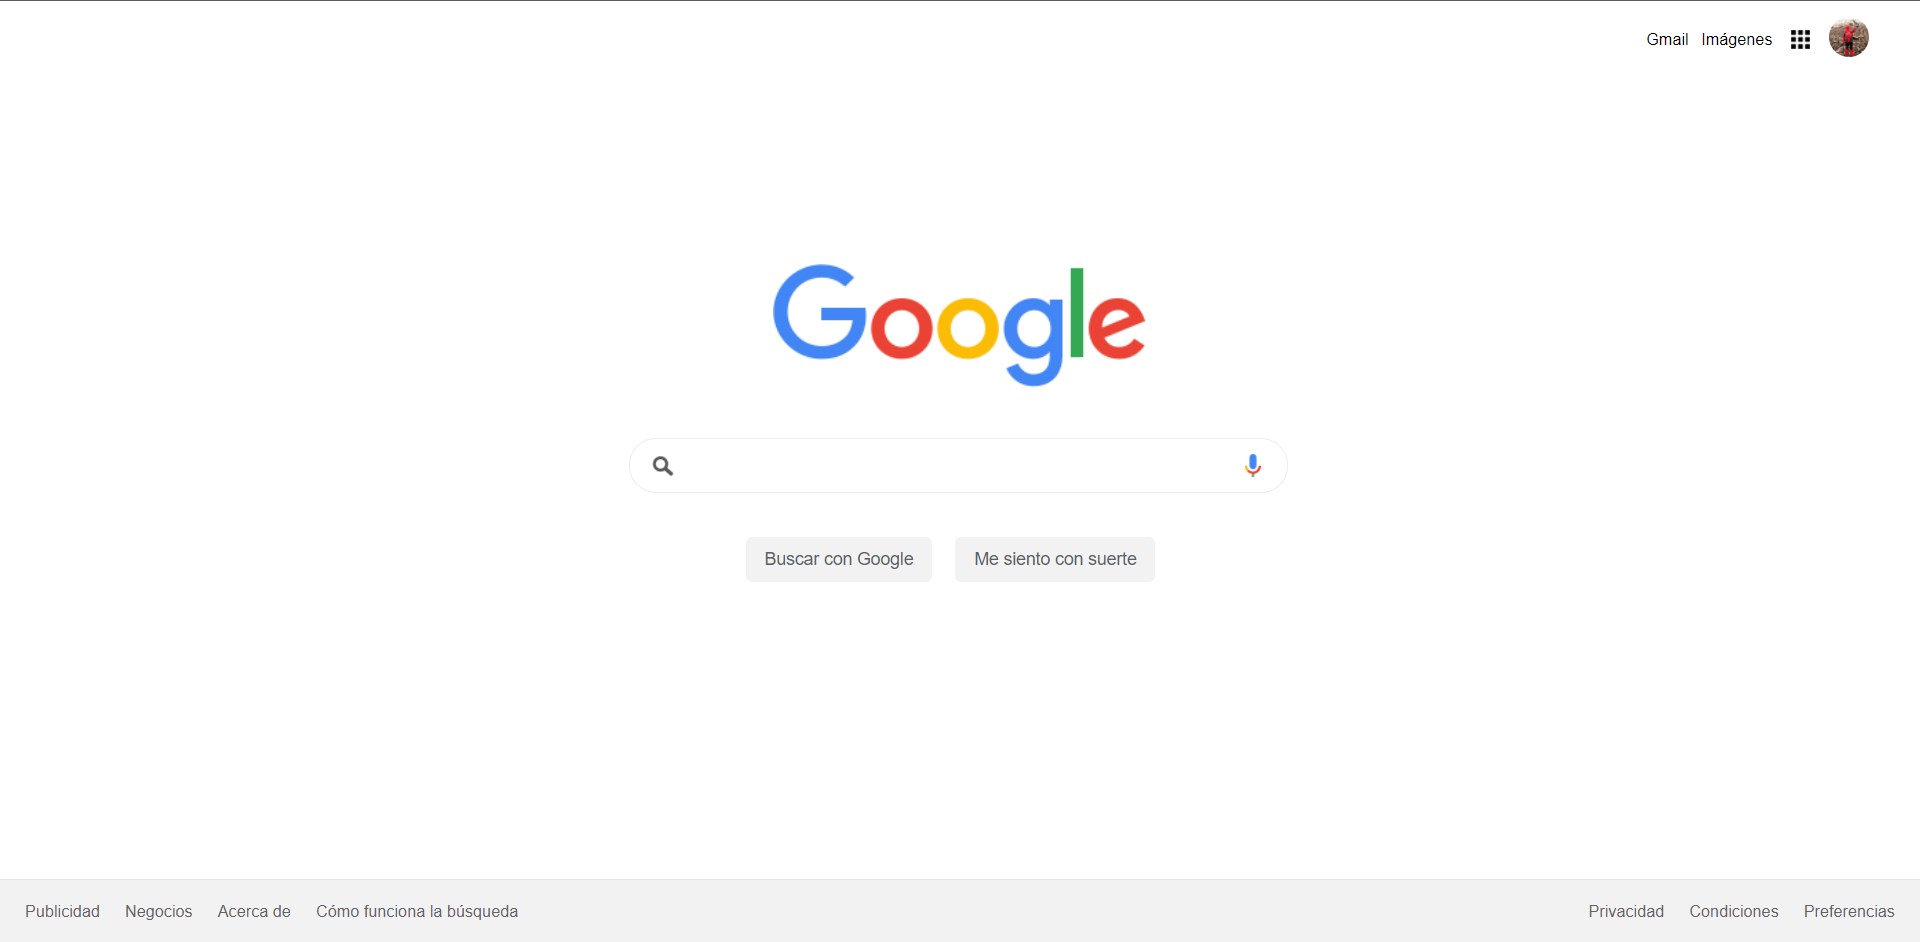 Gmail Imágenes
Google
Buscar con Google Me siento con suerte
Publicidad Negocios Acerca de Cómo funciona la búsqueda Privacidad Condiciones Preferencias